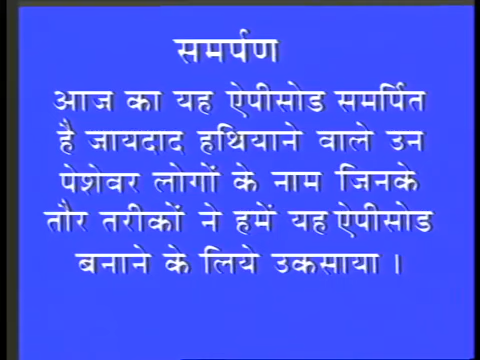 समर्पण
आज का यह ऐपीसोड समर्पित
है जायदाद हथियाने वाले उन
पेशेवर लोगों के नाम जिनके
तौर तरीकों ने हमें यह ऐपीसोड
बनाने के लिये उकसाया ।